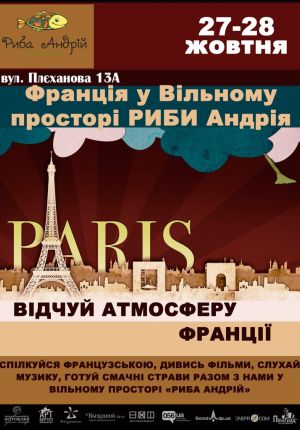 Риба Андрій
27-28
ЖОВТНЯ
вул. Плєханова 13А
Франція у Вільному
просторі РИБИ Андрія
PARIS
ВІДЧУЙ АТМОСФЕРУ
ФРАНЦІЇ
СПІЛКУЙСЯ ФРАНЦУЗЬКОЮ, ДИВИСЬ ФІЛЬМИ, СЛУХАЙ
МУЗИКУ, ГОТУЙ СМАЧНІ СТРАВИ РАЗОМ З НАМИ У
ВІЛЬНОМУ ПРОСТОРІ «РИБА АНДРІЙ»